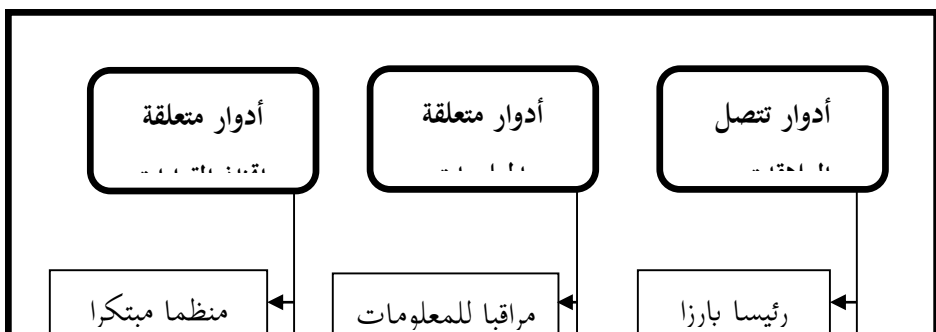 أدوار تتصل
أدوار متعلقة
أدوار متعلقة
رئيسا بارزا
مراقبا للمعلومات
منظما مبتكرا